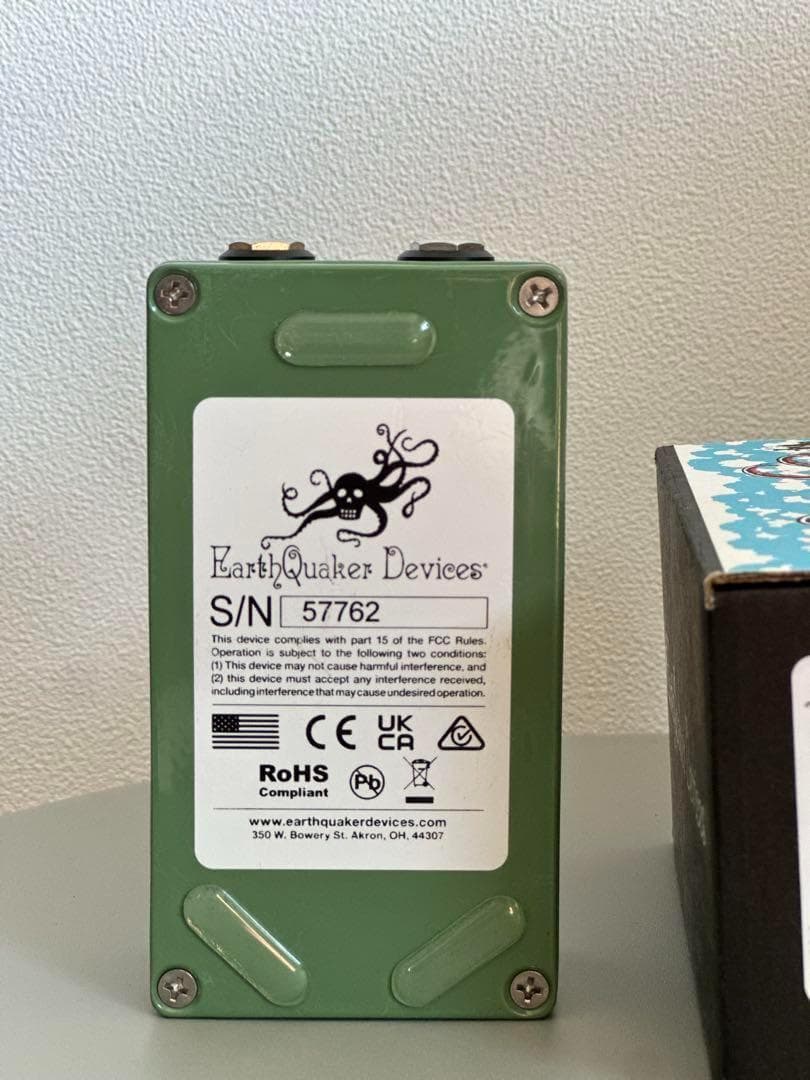 EarthQuaker Devices
S/N 57762
This device complies with part 15 of the FCC Rules.
Operation is subject to the following two conditions:
(1) This device may not cause harmful interference, and
(2) this device must accept any interference received,
including interference that may cause undesired operation.
CE UK
CA
RoHS
Compliant
Pb
www.earthquakerdevices.com
350 W. Bowery St. Akron, OH, 44307